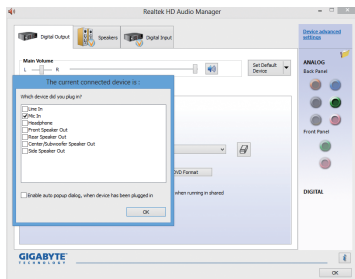 Realtek HD Audio Manager
Digital Output
Speakers
Digital Input
Device advanced
settings
Main Volume
L
R
Set Default
Device
ANALOG
Back Panel
The current connected device is :
Which device did you plug in?
Line In
Mic In
Headphone
Front Speaker Out
Rear Speaker Out
Center/Subwoofer Speaker Out
Side Speaker Out
Front Panel
DVD Format
Enable auto popup dialog, when device has been plugged in
when running in shared
DIGITAL
OK
GIGABYTE
TECHNOLOGY
OK